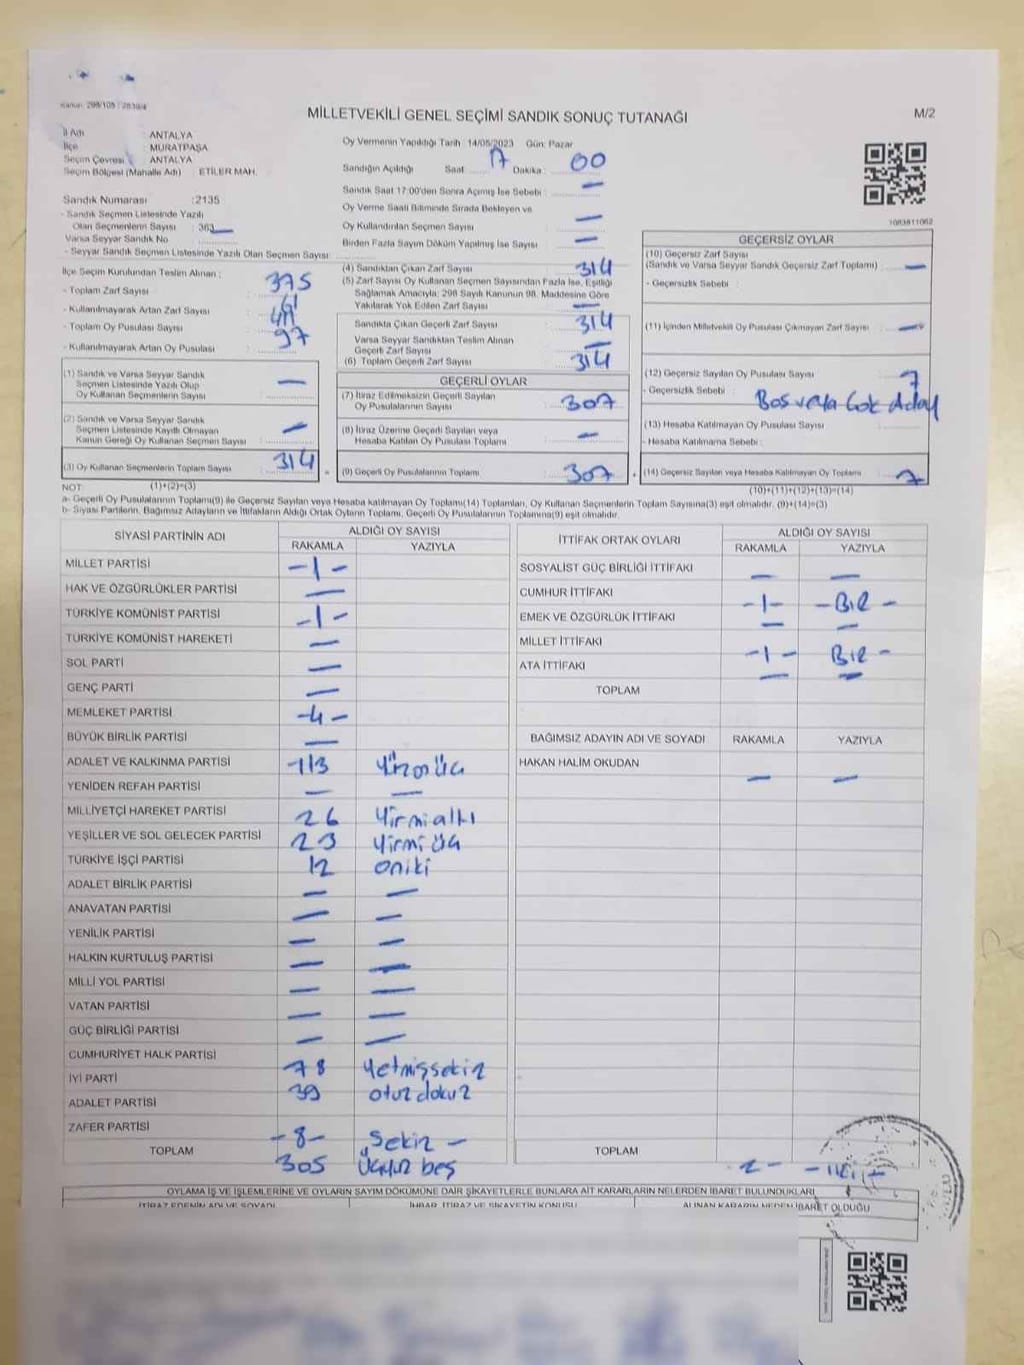 MİLLETVEKİLİ GENEL SEÇİMİ SANDIK SONUÇ TUTANAĞI
M/2
İl Adı : ANTALYA
İlçe : MURATPAŞA
Seçim Çevresi : ANTALYA
Seçim Bölgesi (Mahalle Adı) ETİLER MAH.
Sandık Numarası :2135
- Sandık Seçmen Listesinde Yazılı
Olan Seçmenlerin Sayısı : 363
Varsa Seyyar Sandık No
- Seyyar Sandık Seçmen Listesinde Yazılı Olan Seçmen Sayısı :
İlçe Seçim Kurulundan Teslim Alınan :
- Toplam Zarf Sayısı 375
- Kullanılmayarak Artan Zarf Sayısı 61
- Toplam Oy Pusulası Sayısı
- Kullanılmayarak Artan Oy Pusulası 97
Oy Vermenin Yapıldığı Tarih 14/05/2023 Gün: Pazar
Sandığın Açıldığı Saat 17 Dakika : 00
Sandık Saat 17:00'den Sonra Açılmış İse Sebebi : —
Oy Verme Saati Bitiminde Sırada Bekleyen ve
Oy Kullandırılan Seçmen Sayısı —
Birden Fazla Sayım Döküm Yapılmış İse Sayısı —
(4) Sandıktan Çıkan Zarf Sayısı 314
(5) Zarf Sayısı Oy Kullanan Seçmen Sayısından Fazla İse, Eşitliği
Sağlamak Amacıyla; 298 Sayılı Kanunun 98. Maddesine Göre
Yakılarak Yok Edilen Zarf Sayısı —
Sandıkta Çıkan Geçerli Zarf Sayısı 314
Varsa Seyyar Sandıktan Teslim Alınan
Geçerli Zarf Sayısı —
(6) Toplam Geçerli Zarf Sayısı 314
1083811062
GEÇERSİZ OYLAR
(10) Geçersiz Zarf Sayısı
(Sandık ve Varsa Seyyar Sandık Geçersiz Zarf Toplamı) : —
- Geçersizlik Sebebi :
(11) İçinden Milletvekili Oy Pusulası Çıkmayan Zarf Sayısı : —
(12) Geçersiz Sayılan Oy Pusulası Sayısı 7
- Geçersizlik Sebebi : Boş veya Çok Aday
(13) Hesaba Katılmayan Oy Pusulası Sayısı
- Hesaba Katılmama Sebebi :
(14) Geçersiz Sayılan veya Hesaba Katılmayan Oy Toplamı : 7
(10)+(11)+(12)+(13)=(14)
(1) Sandık ve Varsa Seyyar Sandık
Seçmen Listesinde Yazılı Olup
Oy Kullanan Seçmenlerin Sayısı —
(2) Sandık ve Varsa Seyyar Sandık
Seçmen Listesinde Kayıtlı Olmayan
Kanun Gereği Oy Kullanan Seçmen Sayısı —
(3) Oy Kullanan Seçmenlerin Toplam Sayısı 314
GEÇERLİ OYLAR
(7) İtiraz Edilmeksizin Geçerli Sayılan
Oy Pusulalarının Sayısı 307
(8) İtiraz Üzerine Geçerli Sayılan veya
Hesaba Katılan Oy Pusulası Toplamı —
(9) Geçerli Oy Pusulalarının Toplamı 307
NOT: (1)+(2)=(3)
a- Geçerli Oy Pusulalarının Toplamı(9) ile Geçersiz Sayılan veya Hesaba katılmayan Oy Toplamı(14) Toplamları, Oy Kullanan Seçmenlerin Toplam Sayısına(3) eşit olmalıdır. (9)+(14)=(3)
b- Siyasi Partilerin, Bağımsız Adayların ve İttifakların Aldığı Ortak Oyların Toplamı, Geçerli Oy Pusulalarının Toplamına(9) eşit olmalıdır.
SİYASİ PARTİNİN ADI ALDIĞI OY SAYISI
RAKAMLA YAZIYLA
MİLLET PARTİSİ -1-
HAK VE ÖZGÜRLÜKLER PARTİSİ —
TÜRKİYE KOMÜNİST PARTİSİ -1-
TÜRKİYE KOMÜNİST HAREKETİ —
SOL PARTİ —
GENÇ PARTİ —
MEMLEKET PARTİSİ -4-
BÜYÜK BİRLİK PARTİSİ —
ADALET VE KALKINMA PARTİSİ 113 Yüzonüç
YENİDEN REFAH PARTİSİ — —
MİLLİYETÇİ HAREKET PARTİSİ 26 Yirmialtı
YEŞİLLER VE SOL GELECEK PARTİSİ 23 Yirmiüç
TÜRKİYE İŞÇİ PARTİSİ 12 oniki
ADALET BİRLİK PARTİSİ — —
ANAVATAN PARTİSİ — —
YENİLİK PARTİSİ — —
HALKIN KURTULUŞ PARTİSİ — —
MİLLİ YOL PARTİSİ — —
VATAN PARTİSİ — —
GÜÇ BİRLİĞİ PARTİSİ — —
CUMHURİYET HALK PARTİSİ 78 Yetmişsekiz
İYİ PARTİ 39 otuzdokuz
ADALET PARTİSİ
ZAFER PARTİSİ -8- Sekiz —
TOPLAM 305 Üçyüz beş
İTTİFAK ORTAK OYLARI ALDIĞI OY SAYISI
RAKAMLA YAZIYLA
SOSYALİST GÜÇ BİRLİĞİ İTTİFAKI — —
CUMHUR İTTİFAKI -1- -BİR-
EMEK VE ÖZGÜRLÜK İTTİFAKI — —
MİLLET İTTİFAKI -1- BİR-
ATA İTTİFAKI — —
TOPLAM
BAĞIMSIZ ADAYIN ADI VE SOYADI RAKAMLA YAZIYLA
HAKAN HALİM OKUDAN — —
TOPLAM 2- -iki-
OYLAMA İŞ VE İŞLEMLERİNE VE OYLARIN SAYIM DÖKÜMÜNE DAİR ŞİKAYETLERLE BUNLARA AİT KARARLARIN NELERDEN İBARET BULUNDUKLARI
İTİRAZ EDENİN ADI VE SOYADI İHBAR, İTİRAZ VE ŞİKAYETİN KONUSU ALINAN KARARIN NEDEN İBARET OLDUĞU